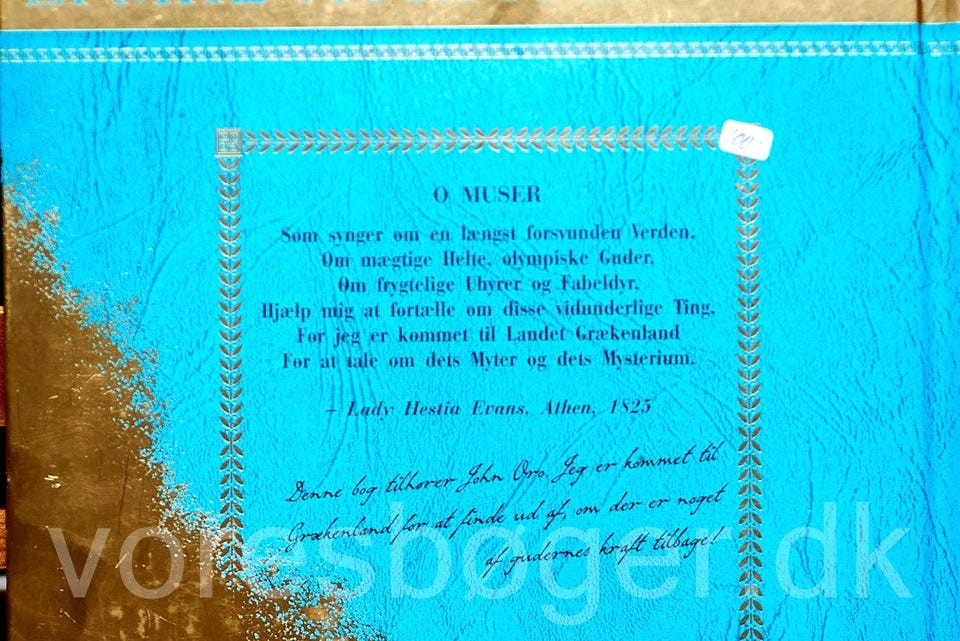 O MUSER
Som synger om en længst forsvunden Verden,
Om mægtige Helte, olympiske Guder,
Om frygtelige Uhyrer og Fabeldyr.
Hjælp mig at fortælle om disse vidunderlige Ting,
For jeg er kommet til Landet Grækenland
For at tale om dets Myter og dets Mysterium.
– Lady Hestia Evans, Athen, 1825
Denne bog tilhører John Oro. Jeg er kommet til
Grækenland for at finde ud af, om der er noget
af gudernes kraft tilbage!
voresbøger.dk